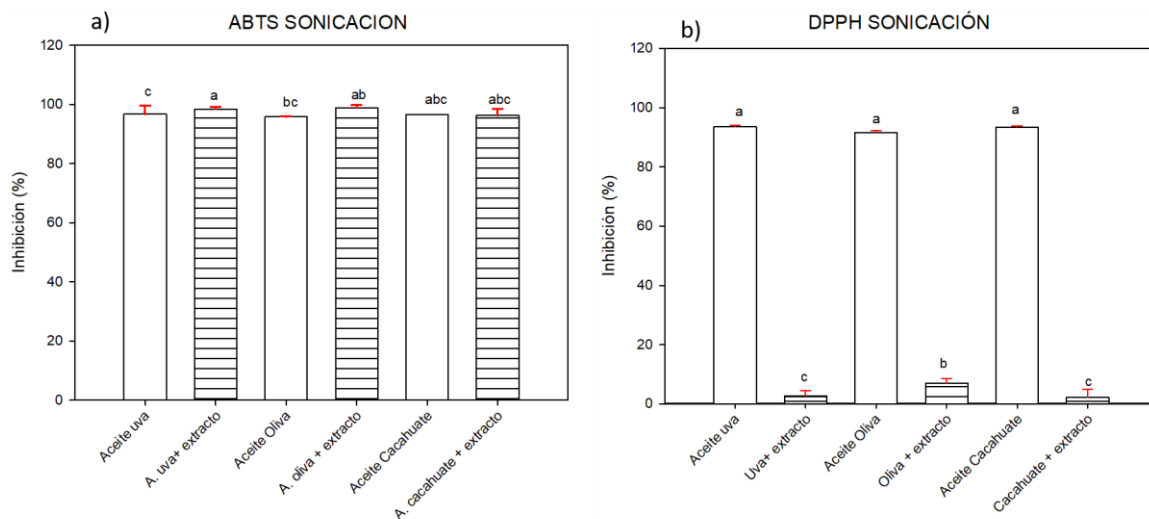 a)
ABTS SONICACION
120
100
80
60
40
20
0
Inhibición (%)
c
a
bc
ab
abc
abc
Aceite uva
A. uva+ extracto
Aceite Oliva
A. oliva + extracto
Aceite Cacahuate
A. cacahuate + extracto
b)
DPPH SONICACIÓN
120
100
80
60
40
20
0
Inhibición (%)
a
c
a
b
a
c
Aceite uva
Uva+ extracto
Aceite Oliva
Oliva + extracto
Aceite Cacahuate
Cacahuate + extracto